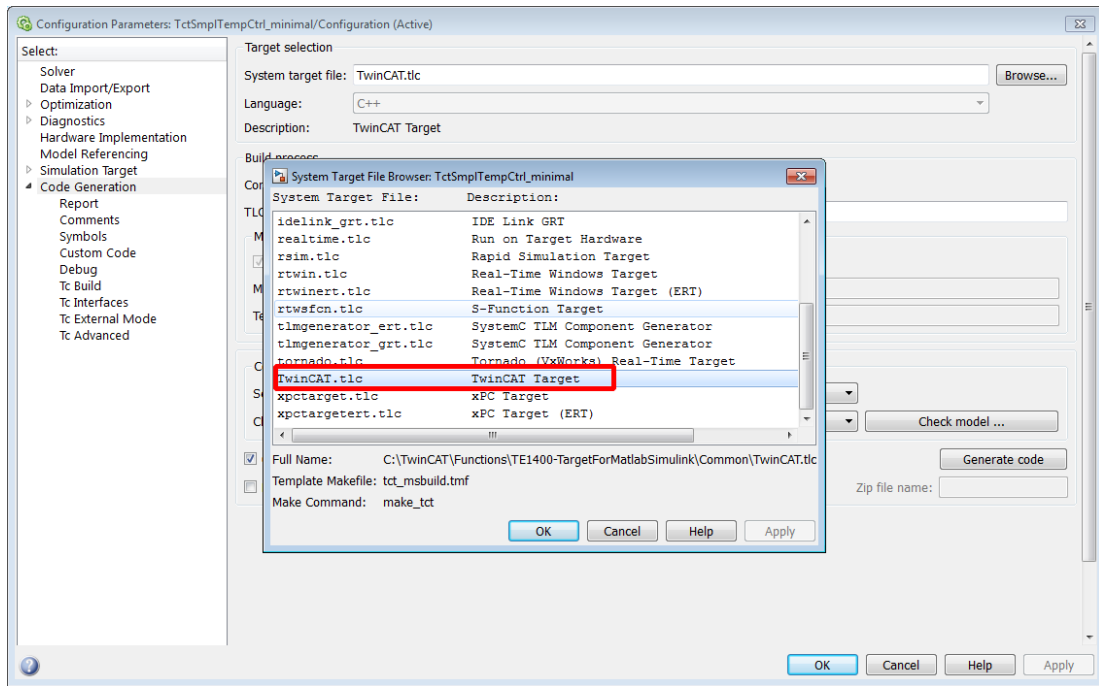 Configuration Parameters: TctSmplTempCtrl_minimal/Configuration (Active)
Select:
Solver
Data Import/Export
Optimization
Diagnostics
Hardware Implementation
Model Referencing
Simulation Target
Code Generation
Report
Comments
Symbols
Custom Code
Debug
Tc Build
Tc Interfaces
Tc External Mode
Tc Advanced
Target selection
System target file: TwinCAT.tlc Browse...
Language: C++
Description: TwinCAT Target
Build process
System Target File Browser: TctSmplTempCtrl_minimal
System Target File: Description:
idelink_grt.tlc IDE Link GRT
realtime.tlc Run on Target Hardware
rsim.tlc Rapid Simulation Target
rtwin.tlc Real-Time Windows Target
rtwinert.tlc Real-Time Windows Target (ERT)
rtwsfcn.tlc S-Function Target
tlmgenerator_ert.tlc SystemC TLM Component Generator
tlmgenerator_grt.tlc SystemC TLM Component Generator
tornado.tlc Tornado (VxWorks) Real-Time Target
TwinCAT.tlc TwinCAT Target
xpctarget.tlc xPC Target
xpctargetert.tlc xPC Target (ERT)
Full Name: C:\TwinCAT\Functions\TE1400-TargetForMatlabSimulink\Common\TwinCAT.tlc
Template Makefile: tct_msbuild.tmf
Make Command: make_tct
OK Cancel Help Apply
Check model ...
Generate code
Zip file name:
OK Cancel Help Apply